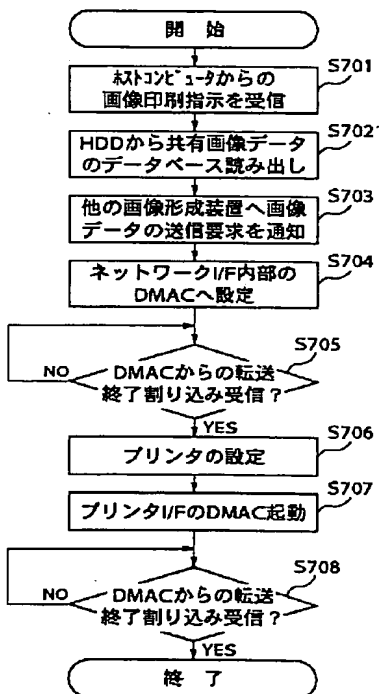 開 始
ﾎｽﾄｺﾝﾋﾟｭｰﾀからの
画像印刷指示を受信
S701
HDDから共有画像データ
のデータベース読み出し
S702
他の画像形成装置へ画像
データの送信要求を通知
S703
ネットワークI/F内部の
DMACへ設定
S704
DMACからの転送
終了割り込み受信?
S705
NO
YES
プリンタの設定
S706
プリンタI/FのDMAC起動
S707
DMACからの転送
終了割り込み受信?
S708
NO
YES
終 了